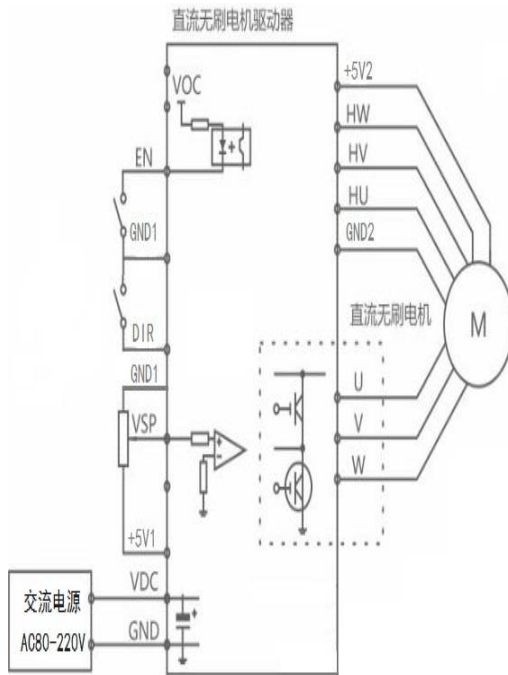 直流无刷电机驱动器
VOC
EN
GND1
DIR
GND1
VSP
+5V1
VDC
GND
交流电源
AC80-220V
+5V2
HW
HV
HU
GND2
直流无刷电机
M
U
V
W